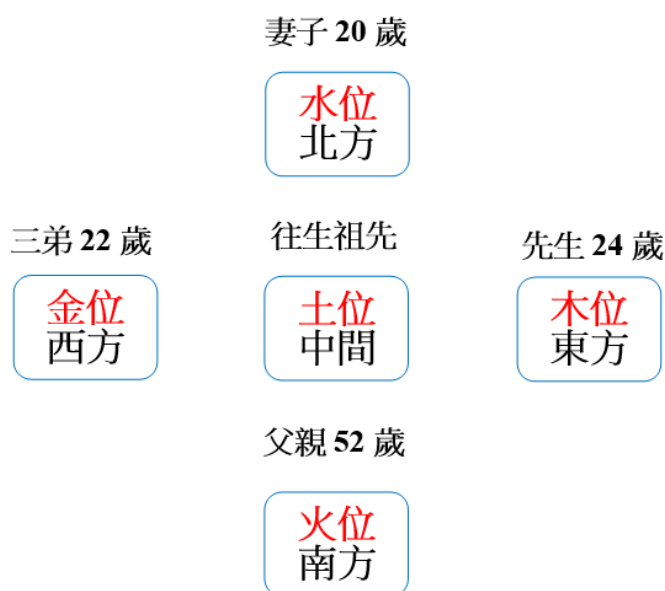 妻子 20 歲
水位
北方
三弟 22 歲
金位
西方
往生祖先
土位
中間
先生 24 歲
木位
東方
父親 52 歲
火位
南方